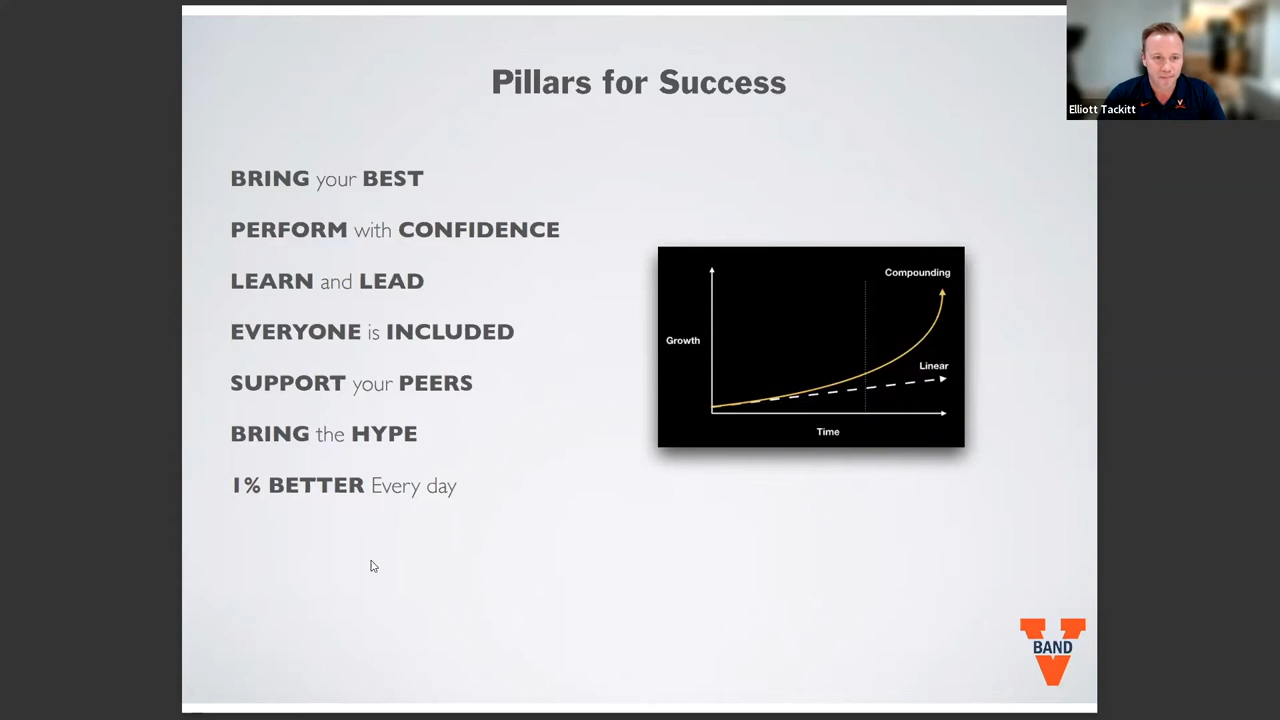 Pillars for Success
Elliott Tackitt
BRING your BEST
PERFORM with CONFIDENCE
LEARN and LEAD
EVERYONE is INCLUDED
SUPPORT your PEERS
BRING the HYPE
1% BETTER Every day
Compounding
Growth
Linear
Time
V
BAND